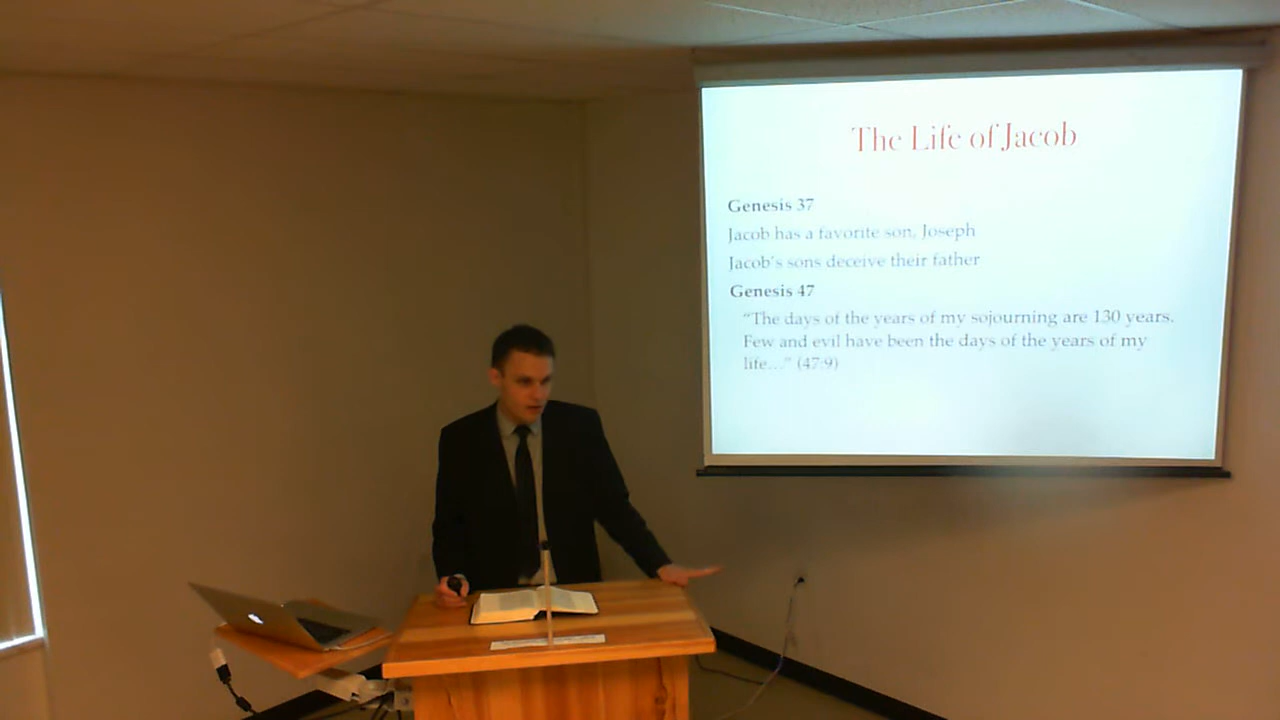 The Life of Jacob
Genesis 37
Jacob has a favorite son, Joseph
Jacob's sons deceive their father
Genesis 47
"The days of the years of my sojourning are 130 years.
Few and evil have been the days of the years of my
life..." (47:9)